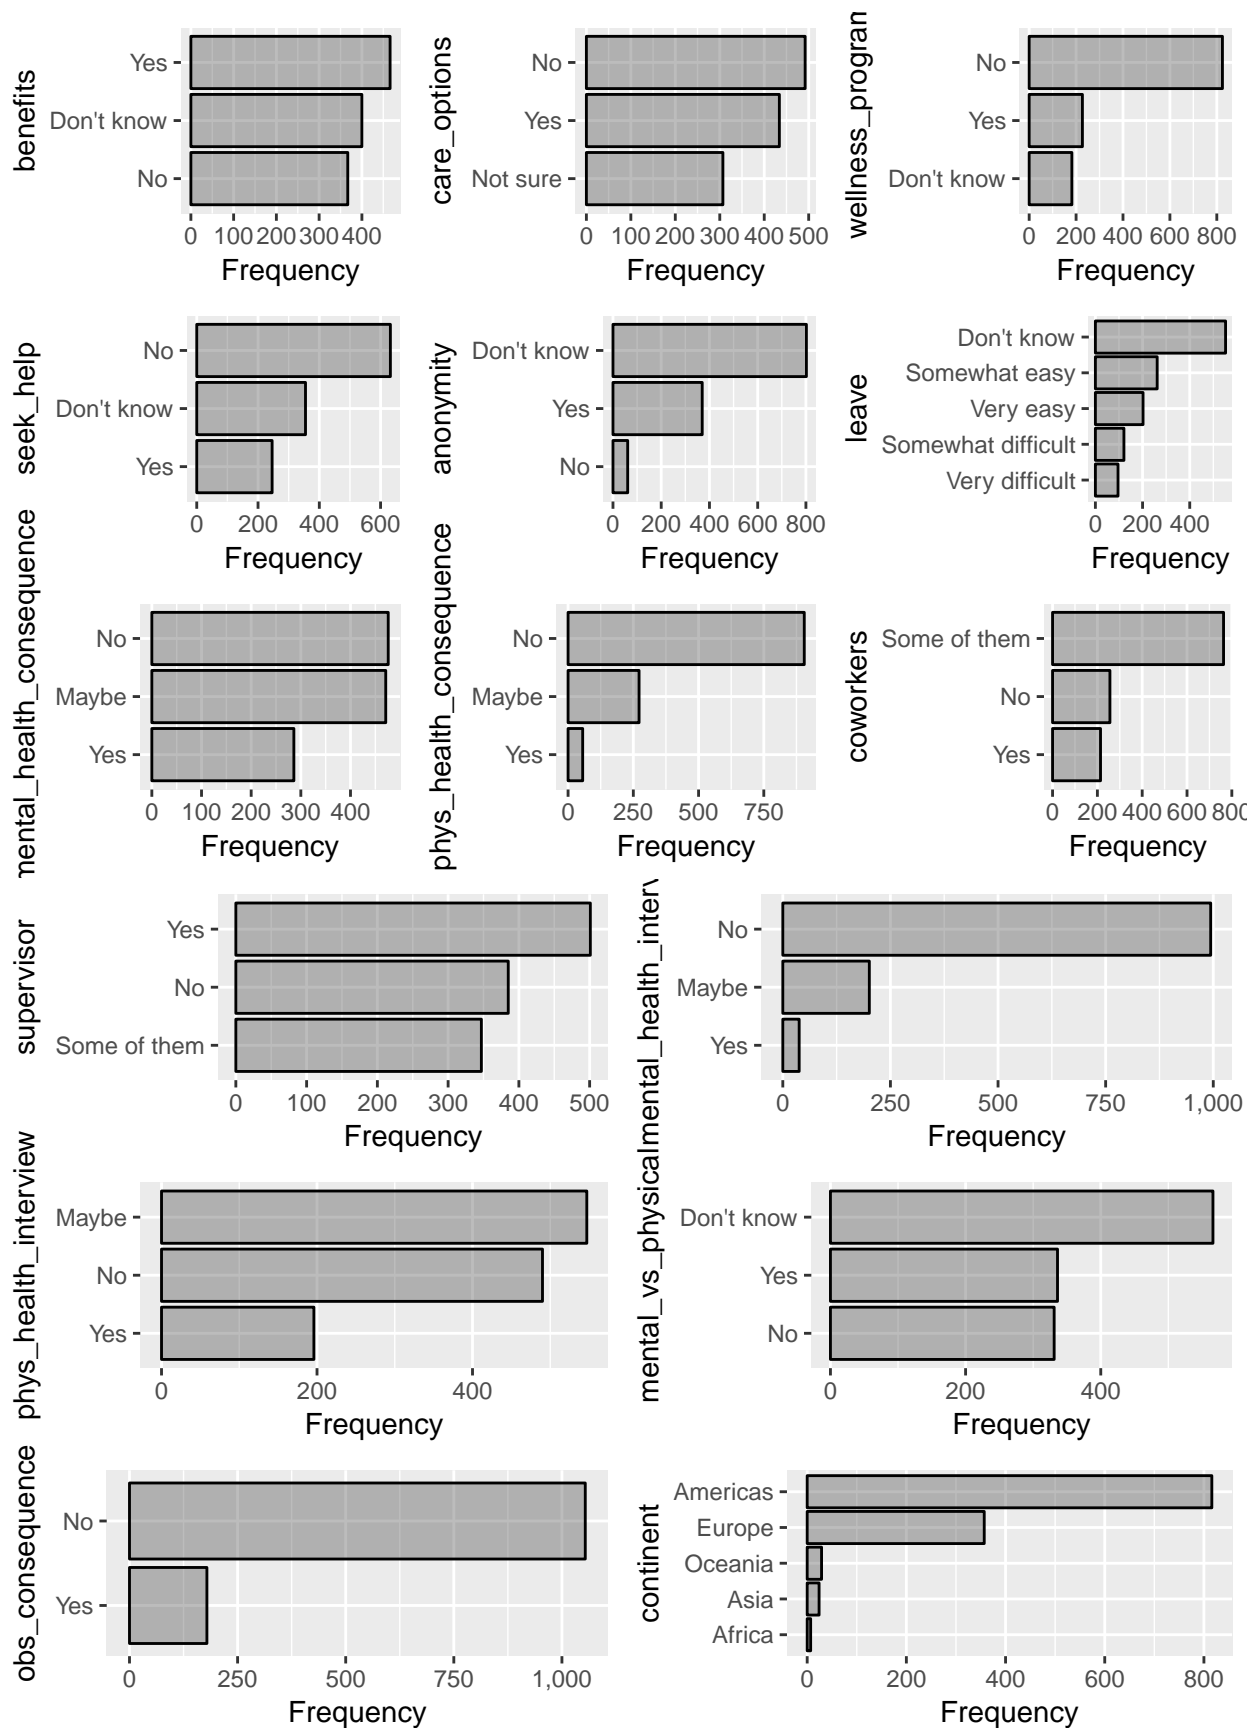 benefits
Yes
Don't know
No
0 100 200 300 400
Frequency
care_options
No
Yes
Not sure
0 100 200 300 400 500
Frequency
wellness_program
No
Yes
Don't know
0 200 400 600 800
Frequency
seek_help
No
Don't know
Yes
0 200 400 600
Frequency
anonymity
Don't know
Yes
No
0 200 400 600 800
Frequency
leave
Don't know
Somewhat easy
Very easy
Somewhat difficult
Very difficult
0 200 400
Frequency
mental_health_consequence
No
Maybe
Yes
0 100 200 300 400
Frequency
phys_health_consequence
No
Maybe
Yes
0 250 500 750
Frequency
coworkers
Some of them
No
Yes
0 200 400 600 800
Frequency
supervisor
Yes
No
Some of them
0 100 200 300 400 500
Frequency
mental_health_interv
No
Maybe
Yes
0 250 500 750 1,000
Frequency
phys_health_interview
Maybe
No
Yes
0 200 400
Frequency
mental_vs_physical
Don't know
Yes
No
0 200 400
Frequency
obs_consequence
No
Yes
0 250 500 750 1,000
Frequency
continent
Americas
Europe
Oceania
Asia
Africa
0 200 400 600 800
Frequency